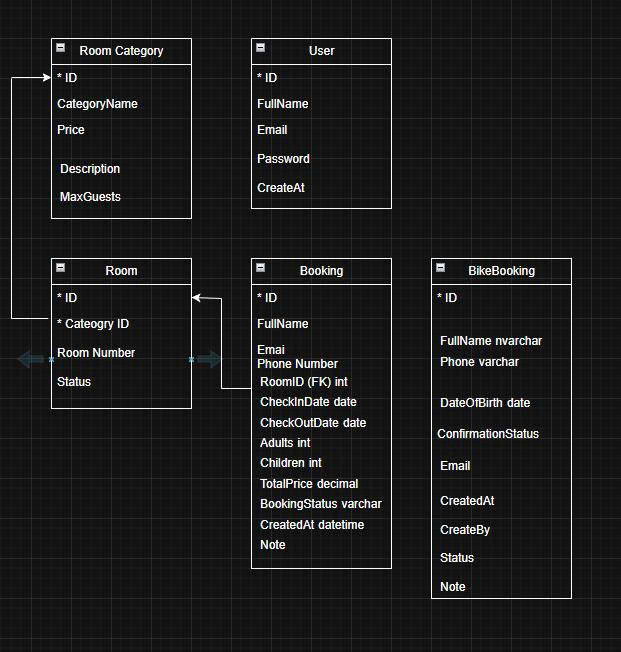 Room Category
* ID
CategoryName
Price
Description
MaxGuests
User
* ID
FullName
Email
Password
CreateAt
Room
* ID
* Cateogry ID
Room Number
Status
Booking
* ID
FullName
Emai
Phone Number
RoomID (FK) int
CheckInDate date
CheckOutDate date
Adults int
Children int
TotalPrice decimal
BookingStatus varchar
CreatedAt datetime
Note
BikeBooking
* ID
FullName nvarchar
Phone varchar
DateOfBirth date
ConfirmationStatus
Email
CreatedAt
CreateBy
Status
Note